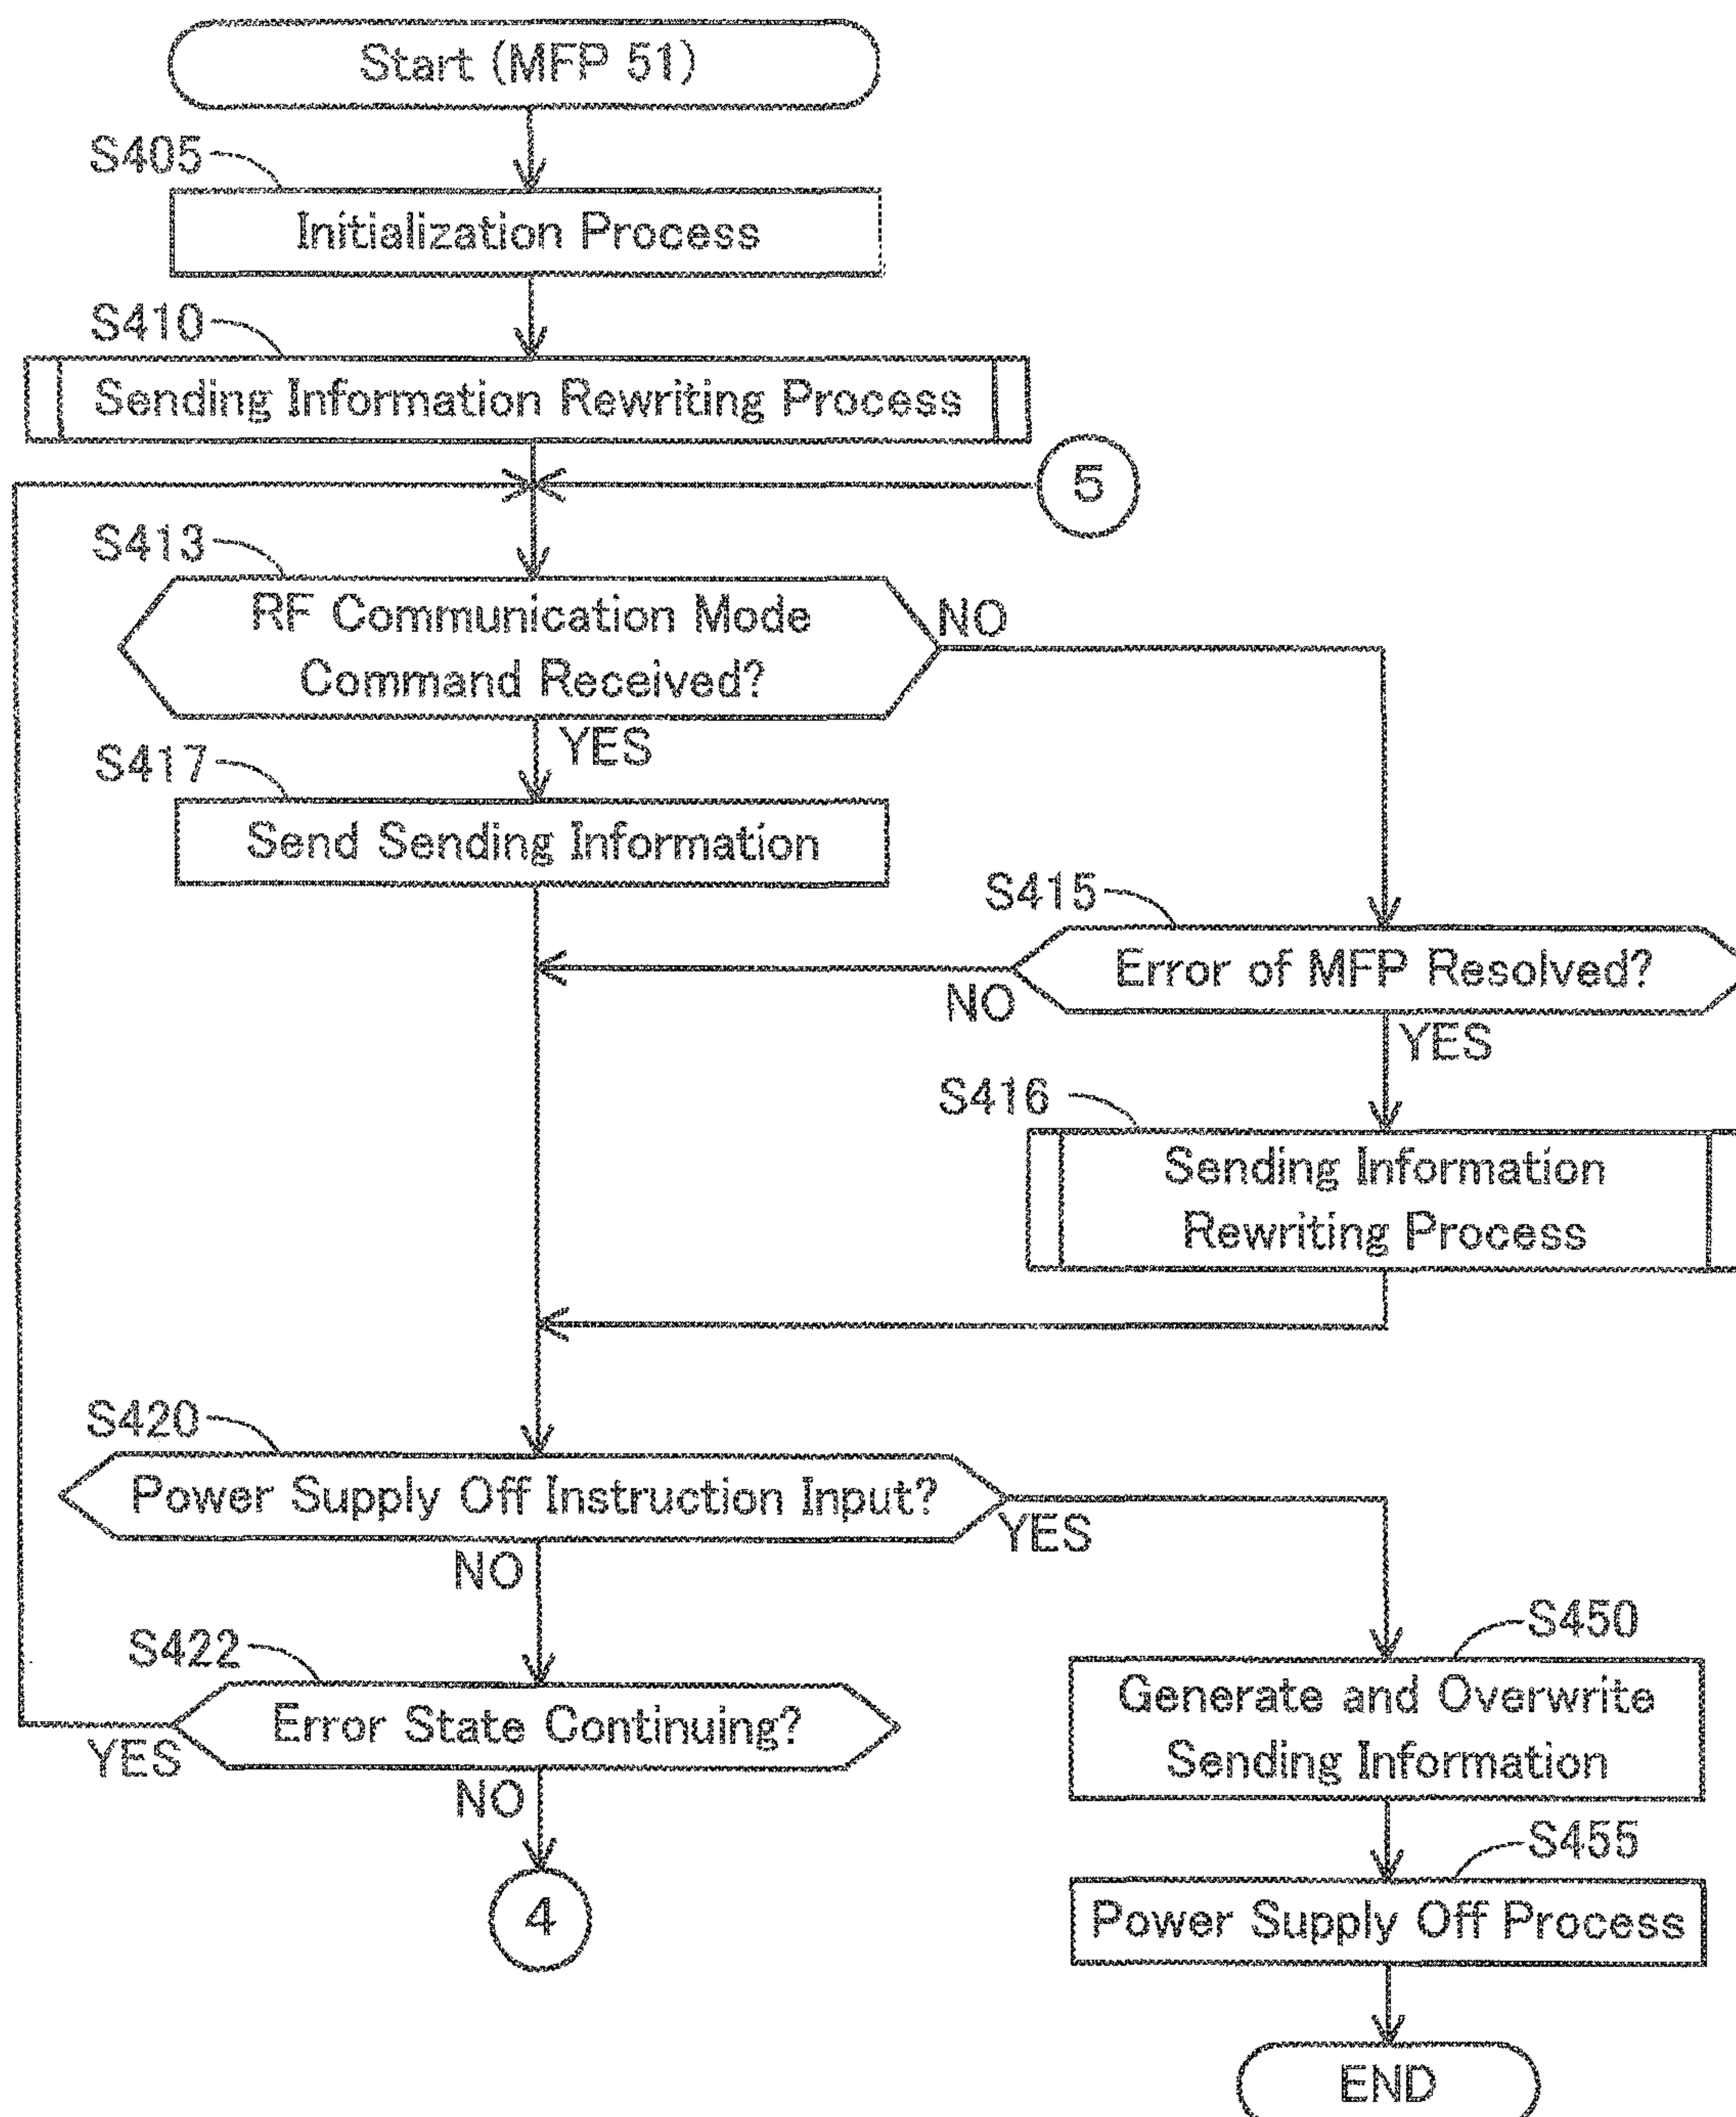 Start (MFP 51)
S405
Initialization Process
S410
Sending Information Rewriting Process
5
S413
RF Communication Mode
Command Received?
NO
YES
S417
Send Sending Information
S415
Error of MFP Resolved?
NO
YES
S416
Sending Information
Rewriting Process
S420
Power Supply Off Instruction Input?
YES
NO
S450
Generate and Overwrite
Sending Information
S422
Error State Continuing?
YES
NO
S455
Power Supply Off Process
4
END